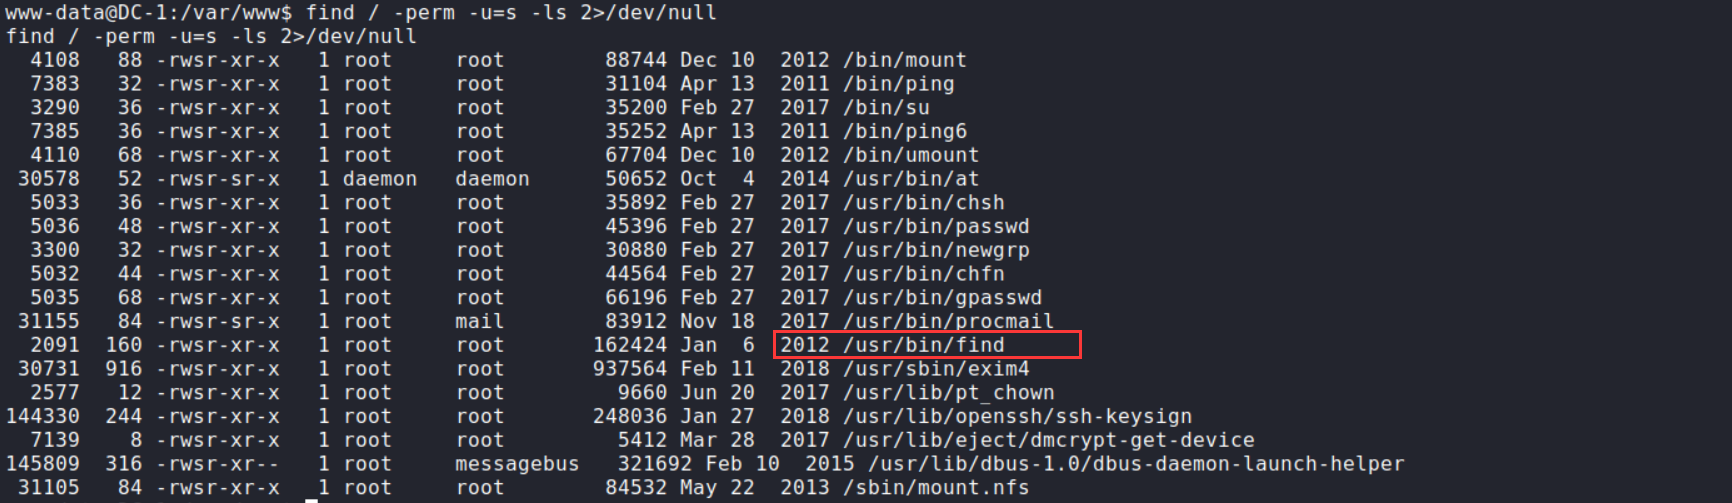 www-data@DC-1:/var/www$ find / -perm -u=s -ls 2>/dev/null
find / -perm -u=s -ls 2>/dev/null
  4108   88 -rwsr-xr-x   1 root     root        88744 Dec 10  2012 /bin/mount
  7383   32 -rwsr-xr-x   1 root     root        31104 Apr 13  2011 /bin/ping
  3290   36 -rwsr-xr-x   1 root     root        35200 Feb 27  2017 /bin/su
  7385   36 -rwsr-xr-x   1 root     root        35252 Apr 13  2011 /bin/ping6
  4110   68 -rwsr-xr-x   1 root     root        67704 Dec 10  2012 /bin/umount
 30578   52 -rwsr-sr-x   1 daemon   daemon      50652 Oct  4  2014 /usr/bin/at
  5033   36 -rwsr-xr-x   1 root     root        35892 Feb 27  2017 /usr/bin/chsh
  5036   48 -rwsr-xr-x   1 root     root        45396 Feb 27  2017 /usr/bin/passwd
  3300   32 -rwsr-xr-x   1 root     root        30880 Feb 27  2017 /usr/bin/newgrp
  5032   44 -rwsr-xr-x   1 root     root        44564 Feb 27  2017 /usr/bin/chfn
  5035   68 -rwsr-xr-x   1 root     root        66196 Feb 27  2017 /usr/bin/gpasswd
 31155   84 -rwsr-sr-x   1 root     mail        83912 Nov 18  2017 /usr/bin/procmail
  2091  160 -rwsr-xr-x   1 root     root       162424 Jan  6  2012 /usr/bin/find
 30731  916 -rwsr-xr-x   1 root     root       937564 Feb 11  2018 /usr/sbin/exim4
  2577   12 -rwsr-xr-x   1 root     root         9660 Jun 20  2017 /usr/lib/pt_chown
144330  244 -rwsr-xr-x   1 root     root       248036 Jan 27  2018 /usr/lib/openssh/ssh-keysign
  7139    8 -rwsr-xr-x   1 root     root         5412 Mar 28  2017 /usr/lib/eject/dmcrypt-get-device
145809  316 -rwsr-xr--   1 root     messagebus   321692 Feb 10  2015 /usr/lib/dbus-1.0/dbus-daemon-launch-helper
 31105   84 -rwsr-xr-x   1 root     root        84532 May 22  2013 /sbin/mount.nfs